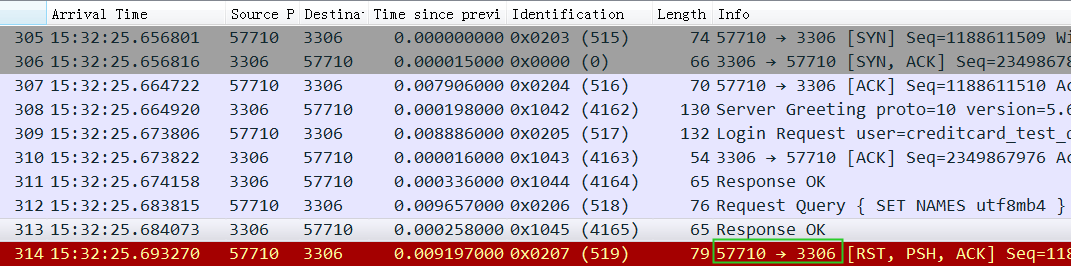 Arrival Time Source P Destina Time since previ Identification Length Info
305 15:32:25.656801 57710 3306 0.000000000 0x0203 (515) 74 57710 → 3306 [SYN] Seq=1188611509 Wi
306 15:32:25.656816 3306 57710 0.000015000 0x0000 (0) 66 3306 → 57710 [SYN, ACK] Seq=23498678
307 15:32:25.664722 57710 3306 0.007906000 0x0204 (516) 70 57710 → 3306 [ACK] Seq=1188611510 Ac
308 15:32:25.664920 3306 57710 0.000198000 0x1042 (4162) 130 Server Greeting proto=10 version=5.6
309 15:32:25.673806 57710 3306 0.008886000 0x0205 (517) 132 Login Request user=creditcard_test_d
310 15:32:25.673822 3306 57710 0.000016000 0x1043 (4163) 54 3306 → 57710 [ACK] Seq=2349867976 Ac
311 15:32:25.674158 3306 57710 0.000336000 0x1044 (4164) 65 Response OK
312 15:32:25.683815 57710 3306 0.009657000 0x0206 (518) 76 Request Query { SET NAMES utf8mb4 }
313 15:32:25.684073 3306 57710 0.000258000 0x1045 (4165) 65 Response OK
314 15:32:25.693270 57710 3306 0.009197000 0x0207 (519) 79 57710 → 3306 [RST, PSH, ACK] Seq=118